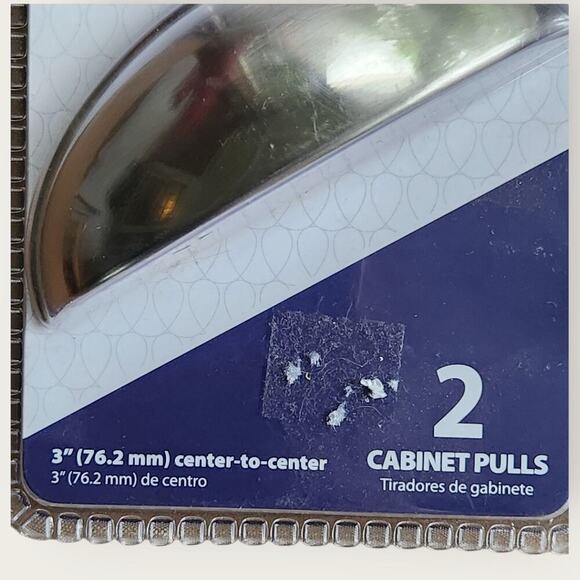 3” (76.2 mm) center-to-center
3” (76.2 mm) de centro
2
CABINET PULLS
Tiradores de gabinete